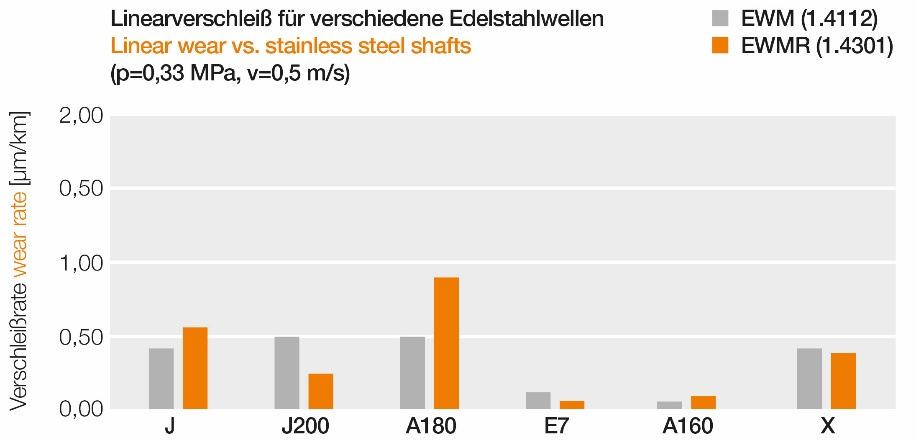 Linearverschleiß für verschiedene Edelstahlwellen
Linear wear vs. stainless steel shafts
(p=0,33 MPa, v=0,5 m/s)
EWM (1.4112)
EWMR (1.4301)
Verschleißrate wear rate [µm/km]
2,00
0,50
1,00
0,50
0,00
J J200 A180 E7 A160 X